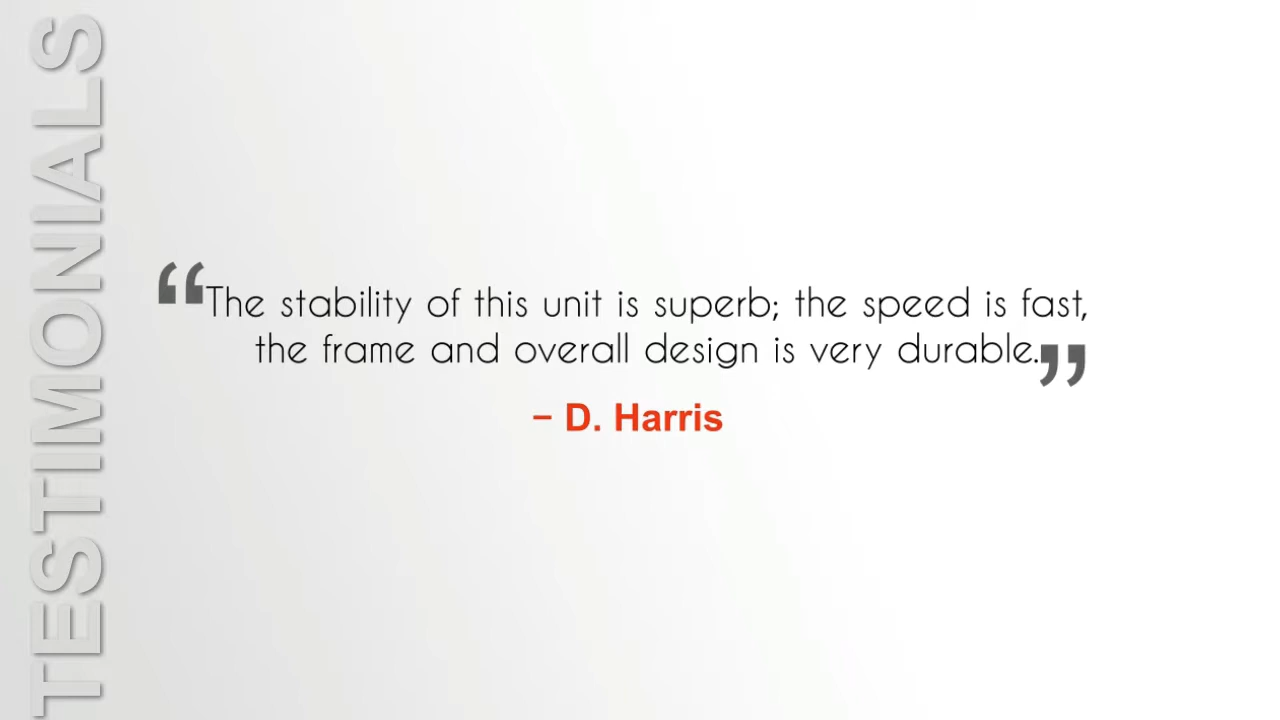 TESTIMONIALS
“The stability of this unit is superb; the speed is fast,
the frame and overall design is very durable.”
– D. Harris